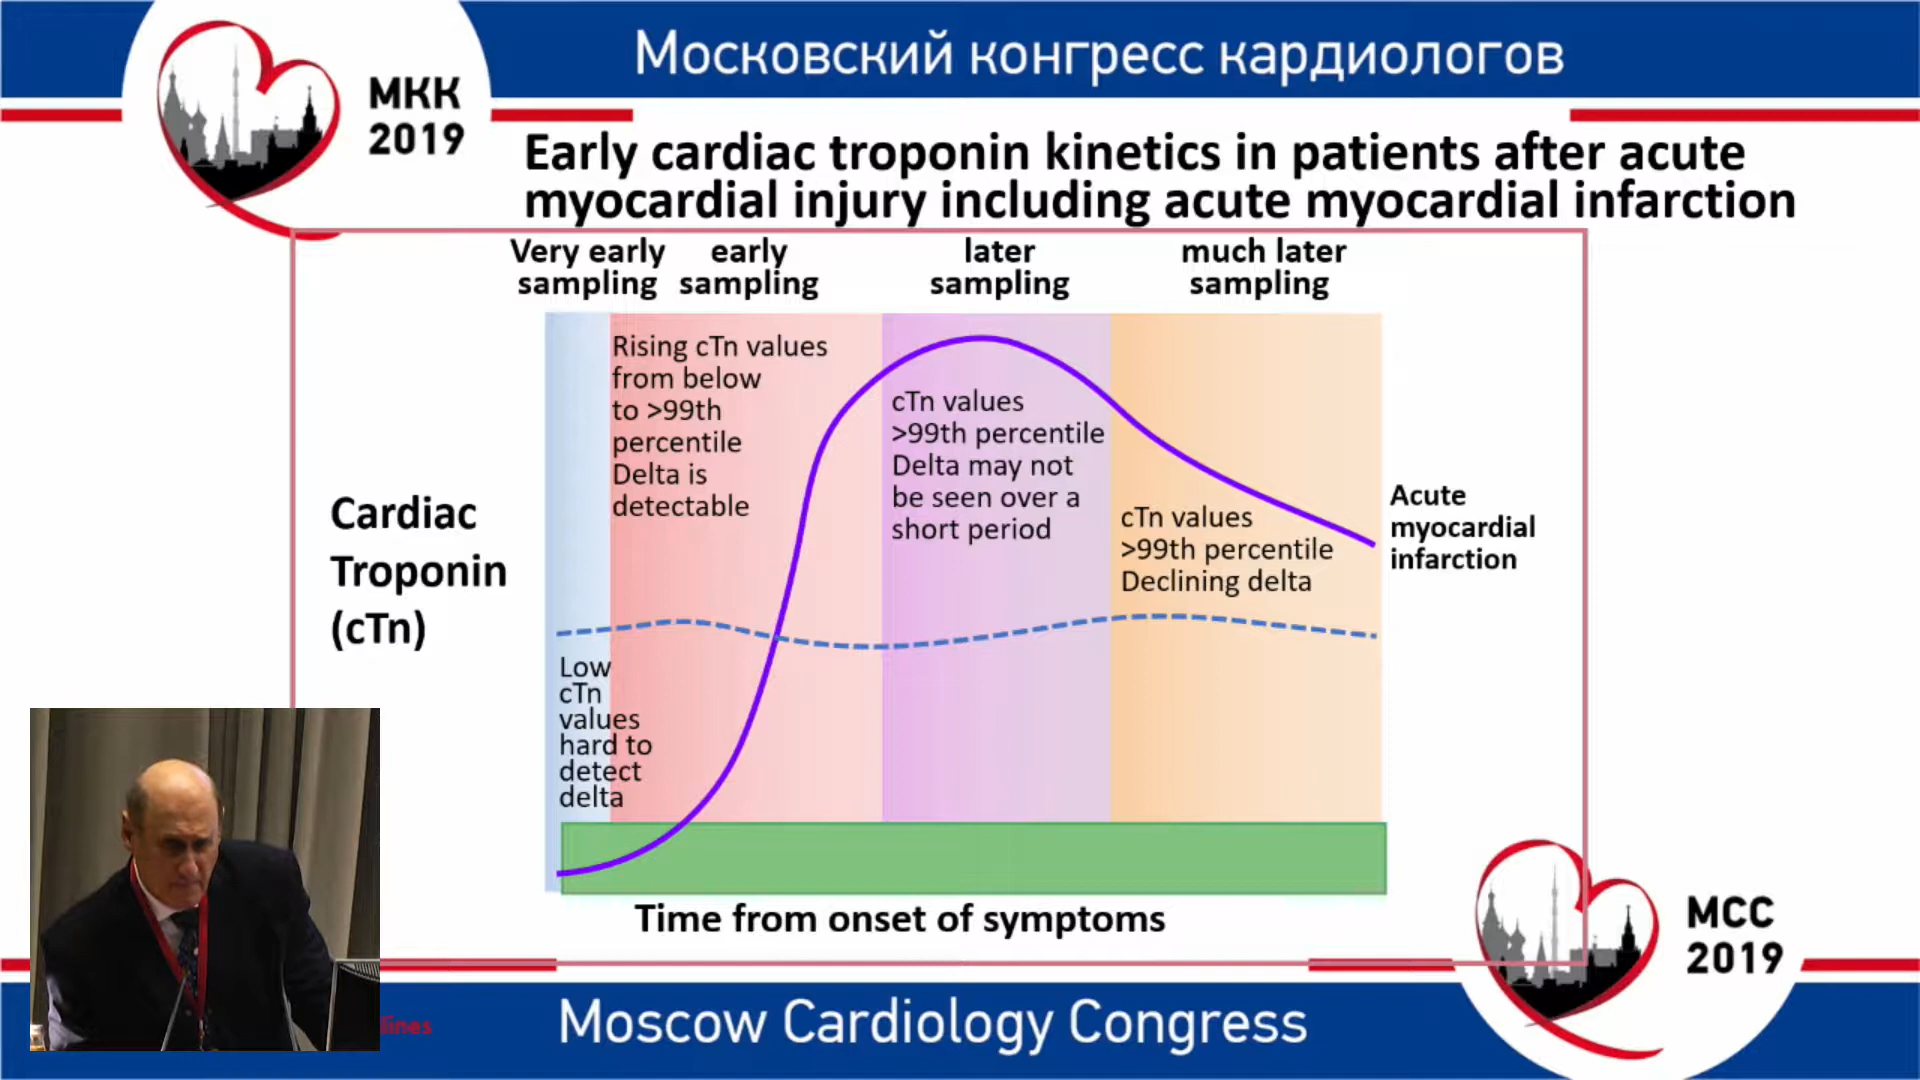 Московский конгресс кардиологов
МКК
2019
Early cardiac troponin kinetics in patients after acute
myocardial injury including acute myocardial infarction
Very early
sampling
early
sampling
later
sampling
much later
sampling
Rising cTn values
from below
to >99th
percentile
Delta is
detectable
cTn values
>99th percentile
Delta may not
be seen over a
short period
cTn values
>99th percentile
Declining delta
Acute
myocardial
infarction
Cardiac
Troponin
(cTn)
Low
cTn
values
hard to
detect
delta
Time from onset of symptoms
MCC
2019
Moscow Cardiology Congress